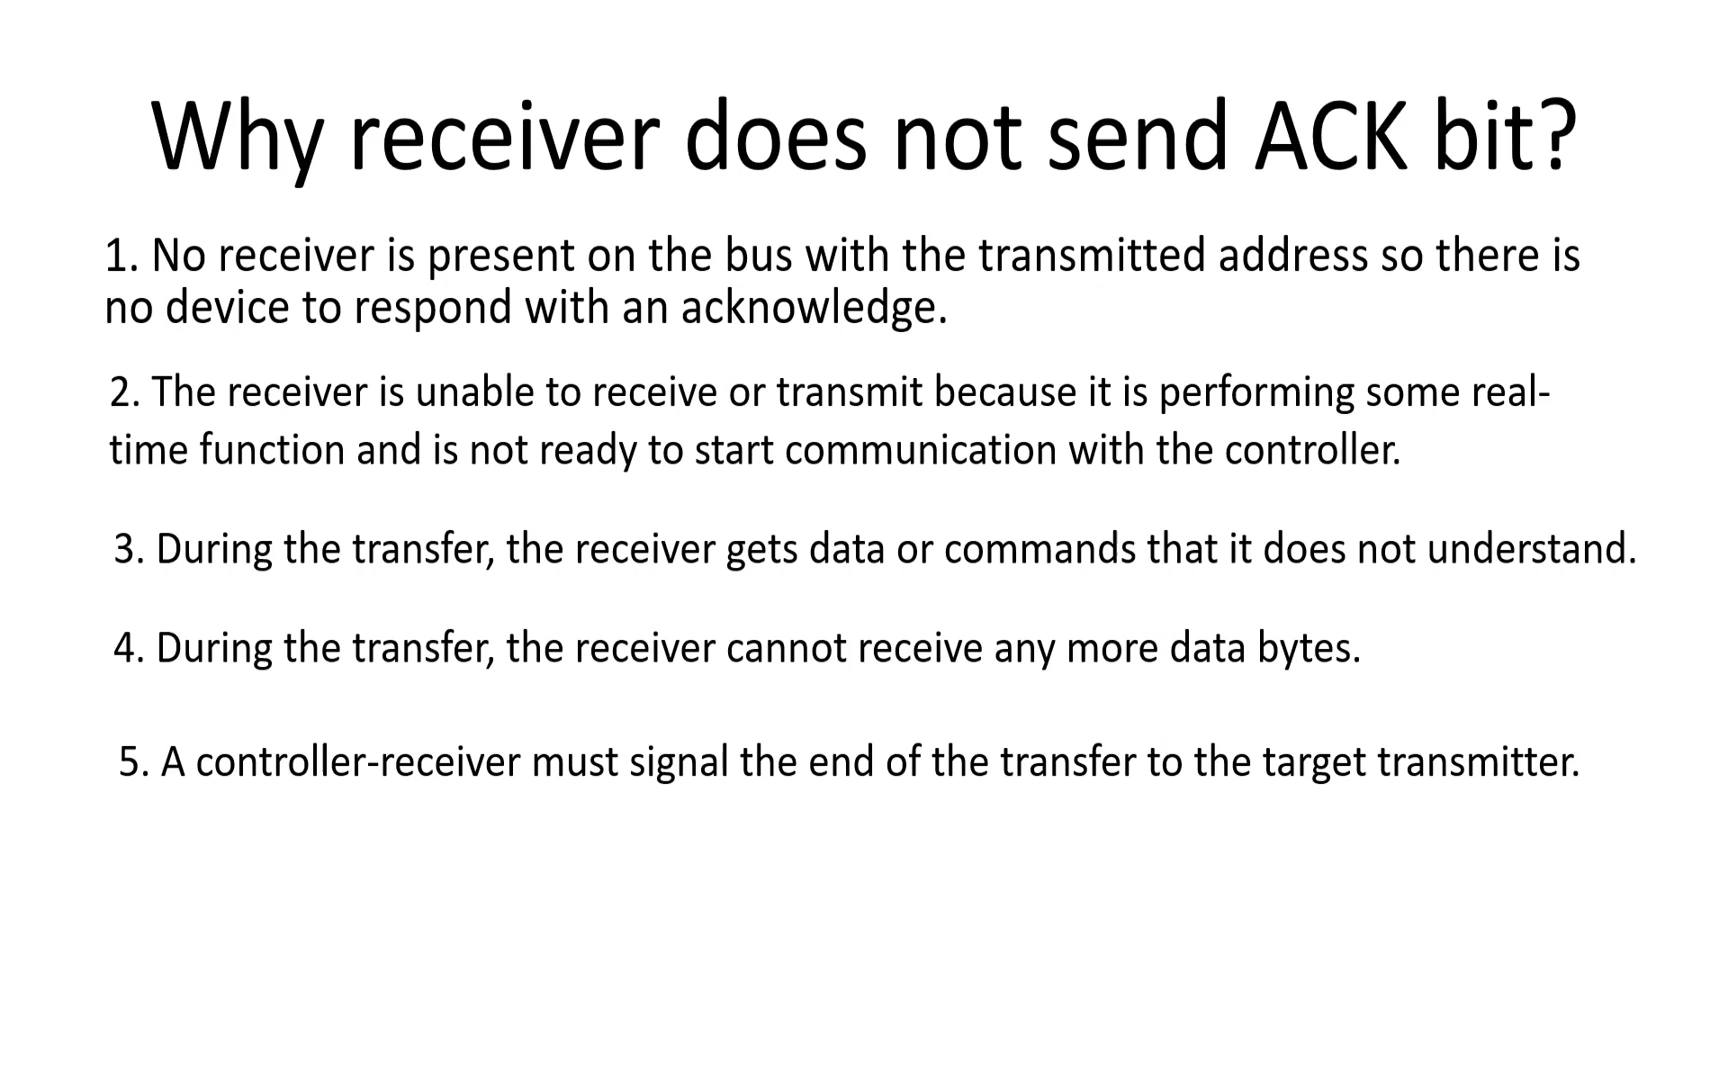 Why receiver does not send ACK bit?
1. No receiver is present on the bus with the transmitted address so there is
no device to respond with an acknowledge.
2. The receiver is unable to receive or transmit because it is performing some real-
time function and is not ready to start communication with the controller.
3. During the transfer, the receiver gets data or commands that it does not understand.
4. During the transfer, the receiver cannot receive any more data bytes.
5. A controller-receiver must signal the end of the transfer to the target transmitter.